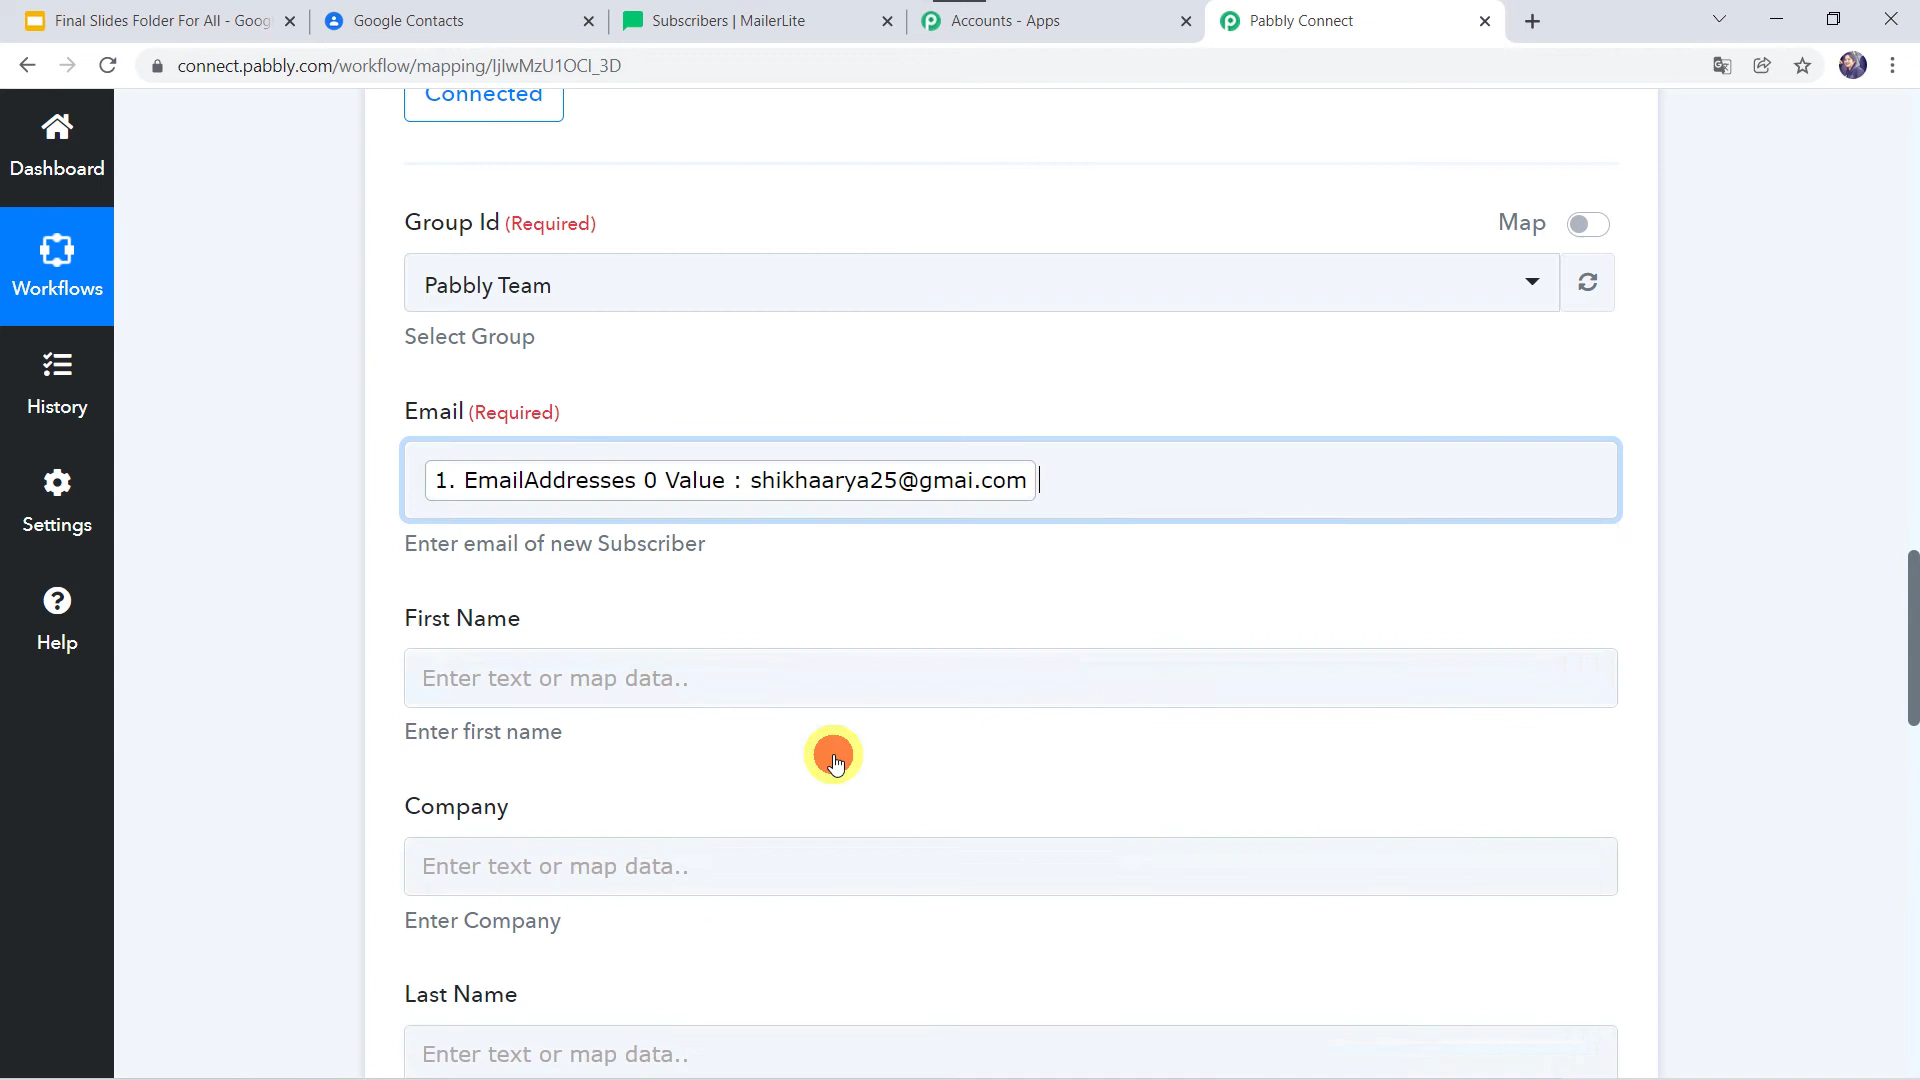 Final Slides Folder For All - Goog
Google Contacts
Subscribers | MailerLite
Accounts - Apps
Pabbly Connect
connect.pabbly.com/workflow/mapping/IjIwMzU1OCI_3D
Connected
Dashboard
Workflows
History
Settings
Help
Group Id (Required)
Map
Pabbly Team
Select Group
Email (Required)
1. EmailAddresses 0 Value : shikhaarya25@gmai.com
Enter email of new Subscriber
First Name
Enter text or map data..
Enter first name
Company
Enter text or map data..
Enter Company
Last Name
Enter text or map data..